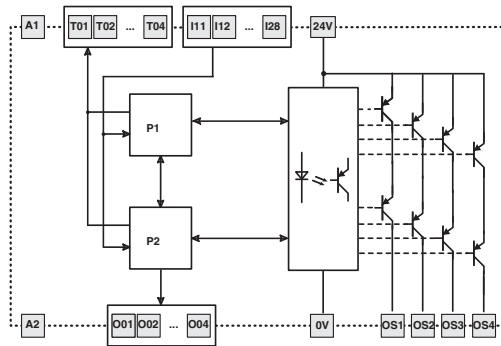 A1 T01 T02 ... T04 I11 I12 ... I28 24V
P1
P2
A2 O01 O02 ... O04 0V OS1 OS2 OS3 OS4